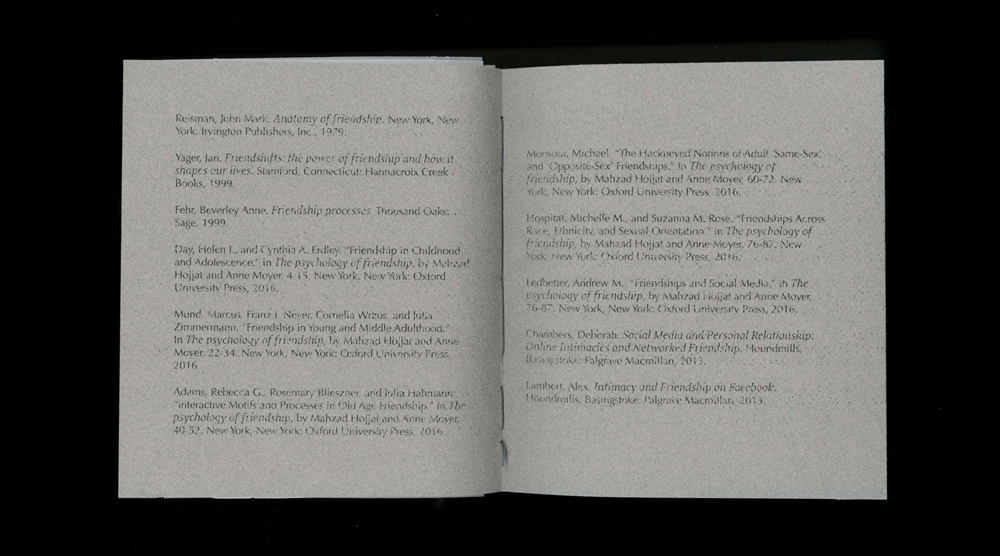 Reisman, John Mark. Anatomy of friendship. New York, New
York: Irvington Publishers, Inc., 1979.
Yager, Jan. Friendshifts: the power of friendship and how it
shapes our lives. Stamford, Connecticut: Hannacroix Creek
Books, 1999.
Fehr, Beverley Anne. Friendship processes. Thousand Oaks:
Sage, 1999.
Day, Helen J., and Cynthia A. Erdley. "Friendship in Childhood
and Adolescence." In The psychology of friendship, by Mahzad
Hojjat and Anne Moyer, 4-15. New York, New York: Oxford
University Press, 2016.
Mund, Marcus, Franz J. Neyer, Cornelia Wrzus, and Julia
Zimmermann. "Friendship in Young and Middle Adulthood."
In The psychology of friendship, by Mahzad Hojjat and Anne
Moyer, 22-34. New York, New York: Oxford University Press,
2016.
Adams, Rebecca G., Rosemary Blieszner, and Julia Hahmann.
"Interactive Motifs and Processes in Old Age Friendship." In The
psychology of friendship, by Mahzad Hojjat and Anne Moyer,
40-52. New York, New York: Oxford University Press, 2016.
Monsour, Michael. "The Hackneyed Notions of Adult 'Same-Sex'
and 'Opposite-Sex' Friendships." In The psychology of
friendship, by Mahzad Hojjat and Anne Moyer, 60-72. New
York, New York: Oxford University Press, 2016.
Hospital, Michelle M., and Suzanna M. Rose. "Friendships Across
Race, Ethnicity, and Sexual Orientation." In The psychology of
friendship, by Mahzad Hojjat and Anne Moyer, 76-87. New
York, New York: Oxford University Press, 2016.
Ledbetter, Andrew M.. "Friendships and Social Media." In The
psychology of friendship, by Mahzad Hojjat and Anne Moyer,
76-87. New York, New York: Oxford University Press, 2016.
Chambers, Deborah. Social Media and Personal Relationship:
Online Intimacies and Networked Friendship. Houndmills,
Basingstoke: Palgrave Macmillan, 2013.
Lambert, Alex. Intimacy and Friendship on Facebook.
Houndmills, Basingstoke: Palgrave Macmillan, 2013.